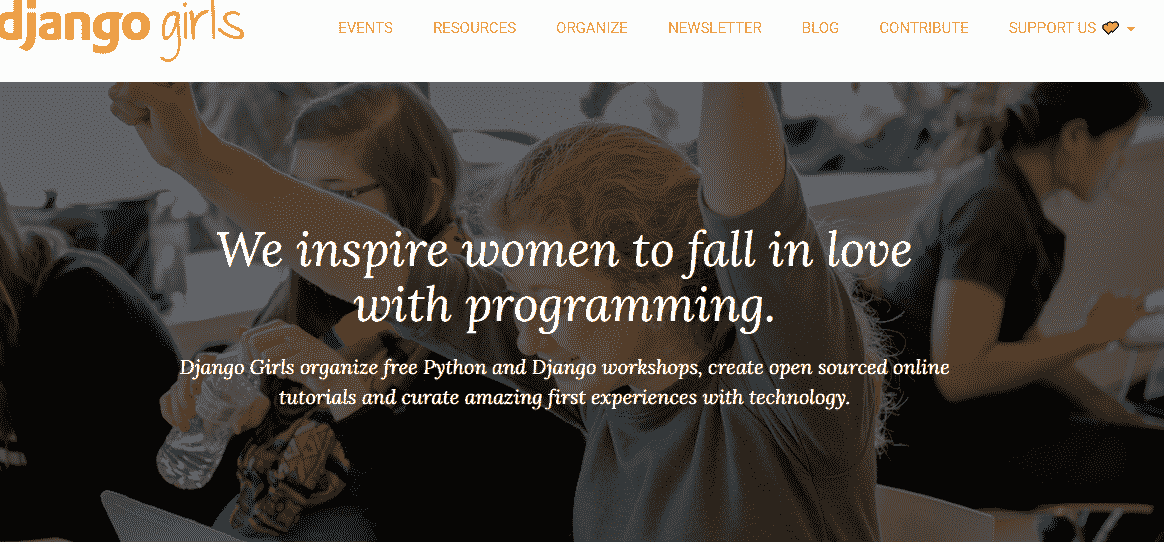 django girls
EVENTS RESOURCES ORGANIZE NEWSLETTER BLOG CONTRIBUTE SUPPORT US
We inspire women to fall in love
with programming.
Django Girls organize free Python and Django workshops, create open sourced online
tutorials and curate amazing first experiences with technology.